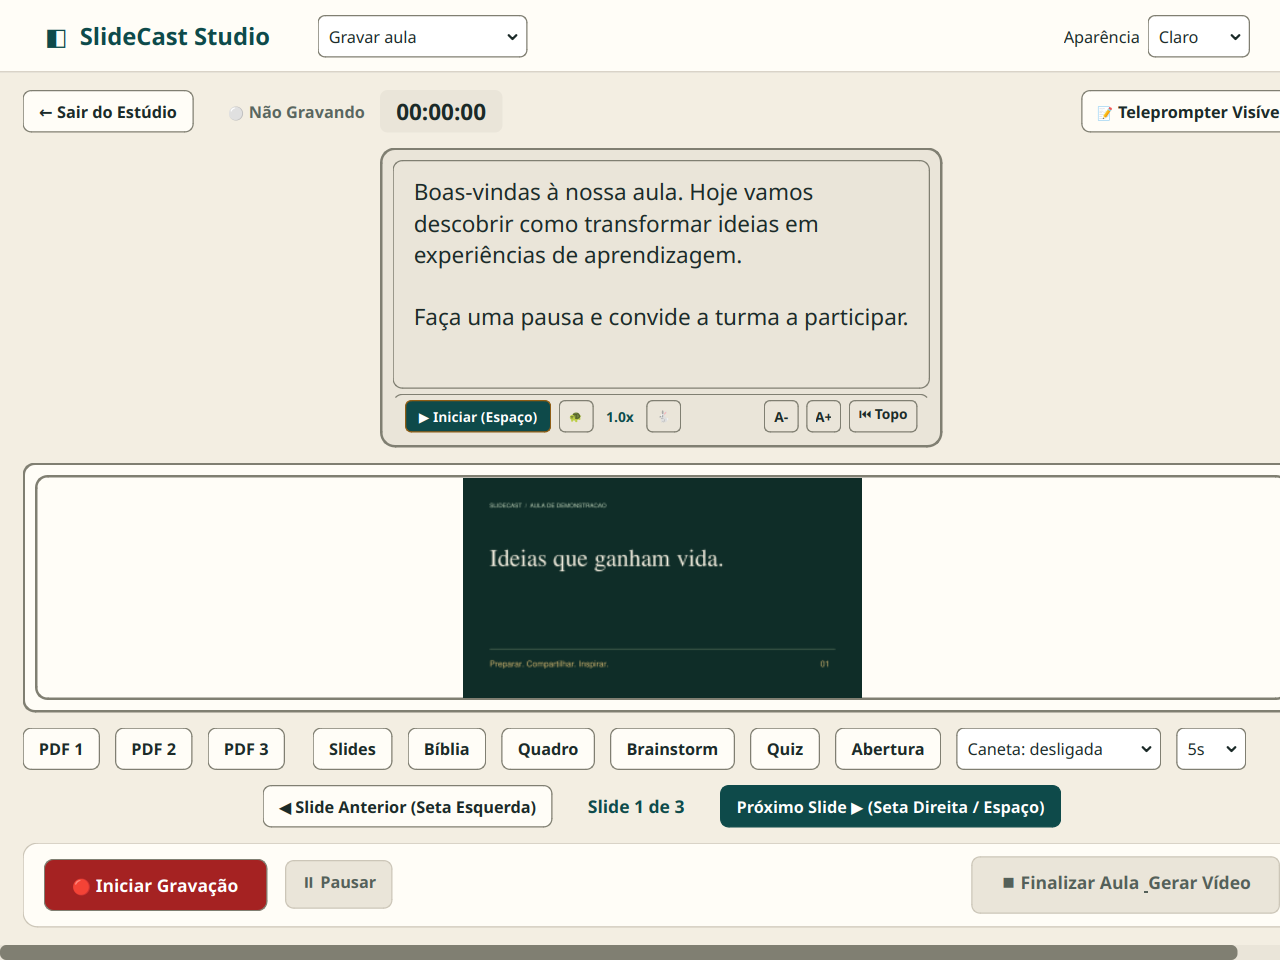 SlideCast Studio
Gravar aula
Aparência
Claro
← Sair do Estúdio
Não Gravando
00:00:00
Teleprompter Visíve
Boas-vindas à nossa aula. Hoje vamos
descobrir como transformar ideias em
experiências de aprendizagem.
Faça uma pausa e convide a turma a participar.
▶ Iniciar (Espaço)
1.0x
A-
A+
⏮ Topo
SLIDECAST / AULA DE DEMONSTRACAO
Ideias que ganham vida.
Preparar. Compartilhar. Inspirar.
01
PDF 1
PDF 2
PDF 3
Slides
Bíblia
Quadro
Brainstorm
Quiz
Abertura
Caneta: desligada
5s
◀ Slide Anterior (Seta Esquerda)
Slide 1 de 3
Próximo Slide ▶ (Seta Direita / Espaço)
Iniciar Gravação
⏸ Pausar
⏹ Finalizar Aula _Gerar Vídeo